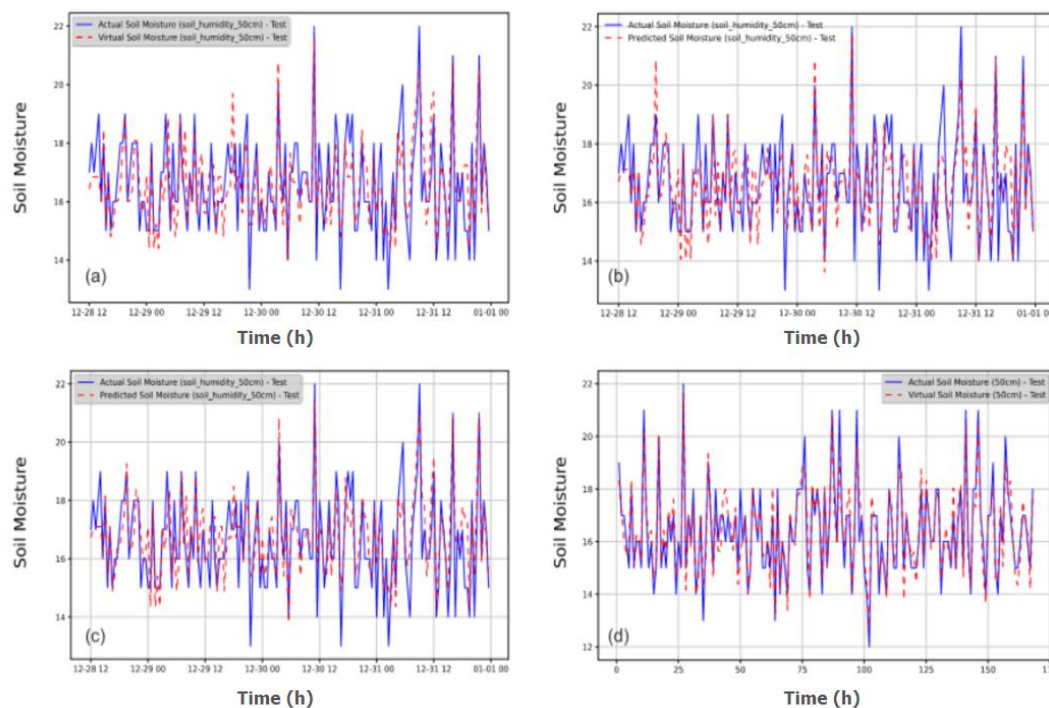 Actual Soil Moisture (soil_humidity_50cm) - Test
Virtual Soil Moisture (soil_humidity_50cm) - Test
22
20
18
16
14
Soil Moisture
(a)
12-28 12
12-29 00
12-29 12
12-30 00
12-30 12
12-31 00
12-31 12
01-01 00
Time (h)
Actual Soil Moisture (soil_humidity_50cm) - Test
Predicted Soil Moisture (soil_humidity_50cm) - Test
22
20
18
16
14
Soil Moisture
(b)
12-28 12
12-29 00
12-29 12
12-30 00
12-30 12
12-31 00
12-31 12
01-01 00
Time (h)
Actual Soil Moisture (soil_humidity_50cm) - Test
Predicted Soil Moisture (soil_humidity_50cm) - Test
22
20
18
16
14
Soil Moisture
(c)
12-28 12
12-29 00
12-29 12
12-30 00
12-30 12
12-31 00
12-31 12
01-01 00
Time (h)
Actual Soil Moisture (50cm) - Test
Virtual Soil Moisture (50cm) - Test
22
20
18
16
14
12
Soil Moisture
(d)
0
25
50
75
100
125
150
Time (h)